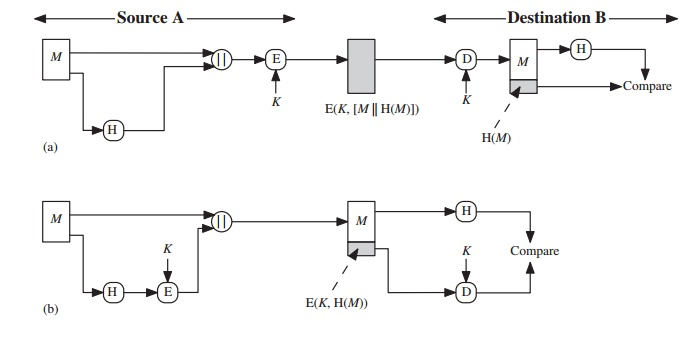 Source A Destination B
M || E D M H
K K Compare
E(K, [M || H(M)])
H H(M)
(a)
M || M H
K K Compare
H E D
E(K, H(M))
(b)